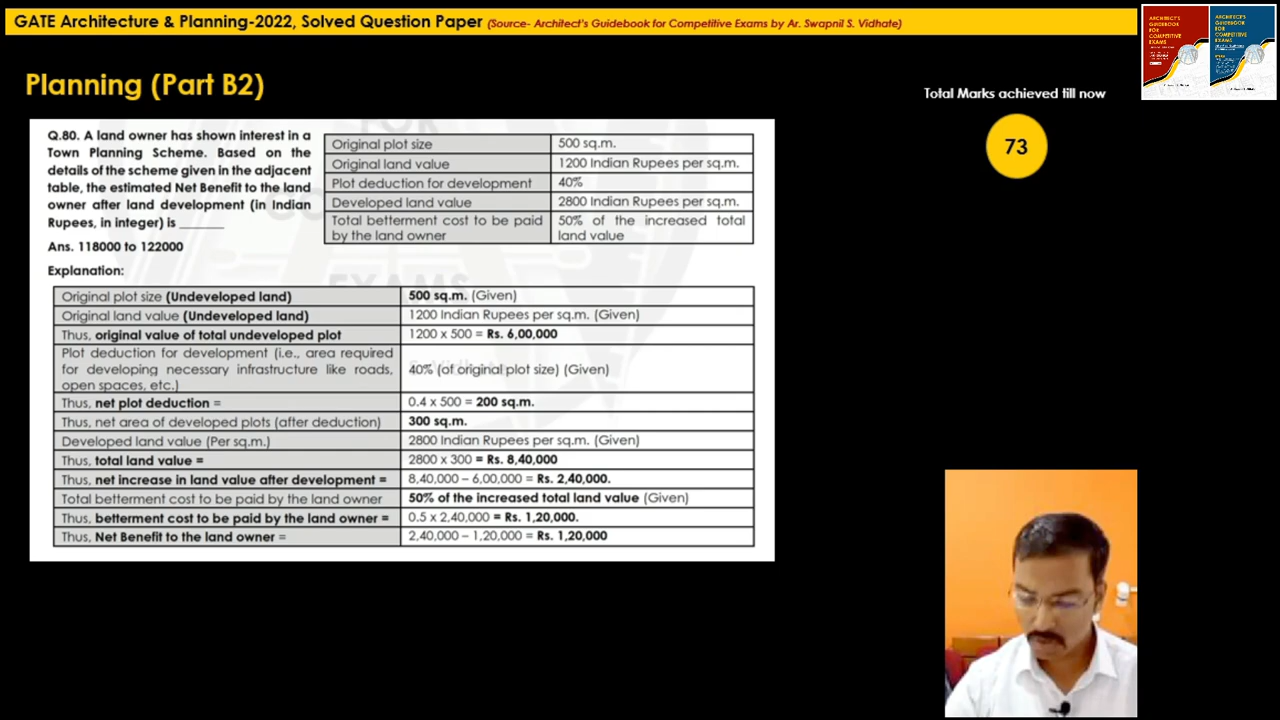 GATE Architecture & Planning-2022, Solved Question Paper (Source- Architect's Guidebook for Competitive Exams by Ar. Swapnil S. Vidhate)
ARCHITECT'S GUIDEBOOK FOR COMPETITIVE EXAMS
ARCHITECT'S GUIDEBOOK FOR COMPETITIVE EXAMS
Planning (Part B2)
Total Marks achieved till now
73
Q.80. A land owner has shown interest in a
Town Planning Scheme. Based on the
details of the scheme given in the adjacent
table, the estimated Net Benefit to the land
owner after land development (in Indian
Rupees, in integer) is _______
Original plot size 500 sq.m.
Original land value 1200 Indian Rupees per sq.m.
Plot deduction for development 40%
Developed land value 2800 Indian Rupees per sq.m.
Total betterment cost to be paid by the land owner 50% of the increased total land value
Ans. 118000 to 122000
Explanation:
Original plot size (Undeveloped land) 500 sq.m. (Given)
Original land value (Undeveloped land) 1200 Indian Rupees per sq.m. (Given)
Thus, original value of total undeveloped plot 1200 x 500 = Rs. 6,00,000
Plot deduction for development (i.e., area required
for developing necessary infrastructure like roads,
open spaces, etc.)
40% (of original plot size) (Given)
Thus, net plot deduction = 0.4 x 500 = 200 sq.m.
Thus, net area of developed plots (after deduction) 300 sq.m.
Developed land value (Per sq.m.) 2800 Indian Rupees per sq.m. (Given)
Thus, total land value = 2800 x 300 = Rs. 8,40,000
Thus, net increase in land value after development = 8,40,000 – 6,00,000 = Rs. 2,40,000.
Total betterment cost to be paid by the land owner 50% of the increased total land value (Given)
Thus, betterment cost to be paid by the land owner = 0.5 x 2,40,000 = Rs. 1,20,000.
Thus, Net Benefit to the land owner = 2,40,000 – 1,20,000 = Rs. 1,20,000